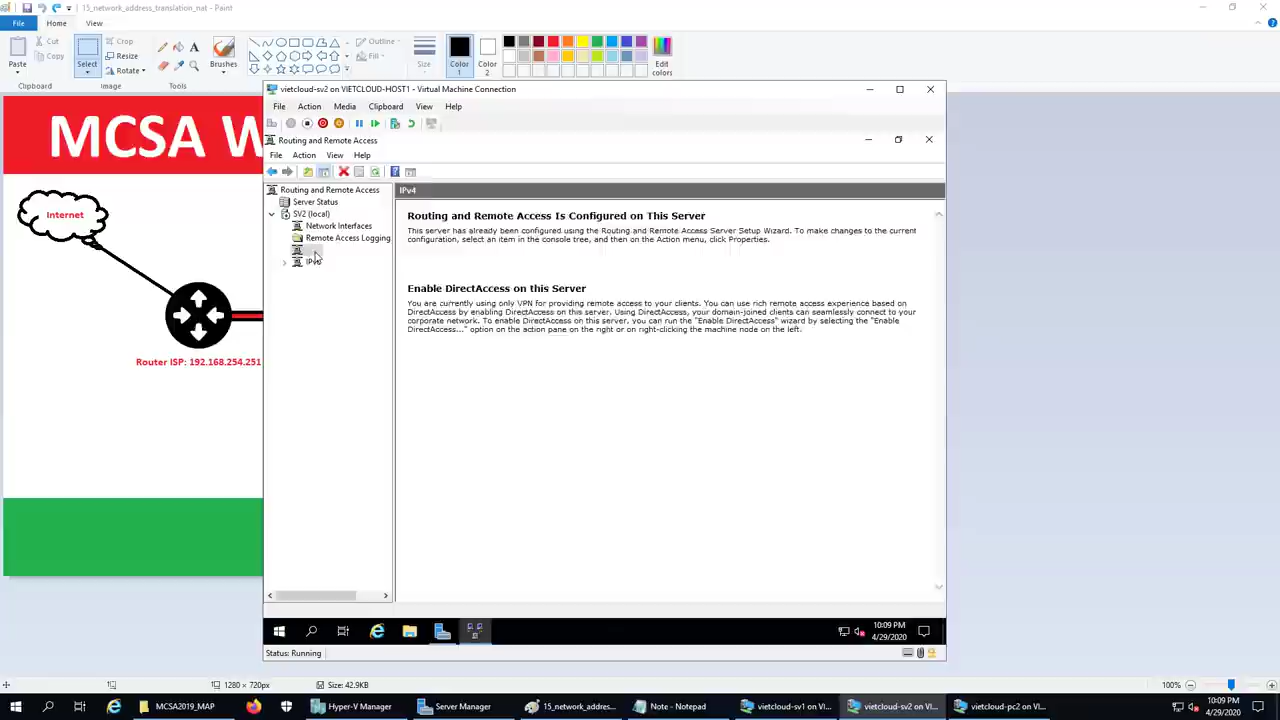 15_network_address_translation_nat - Paint
File
Home
View
Paste
Cut
Copy
Clipboard
Select
Crop
Resize
Rotate
Image
Tools
Brushes
Shapes
Outline
Fill
Size
Color 1
Color 2
Edit colors
Colors
MCSA W
Internet
Router ISP: 192.168.254.251
vietcloud-sv2 on VIETCLOUD-HOST1 - Virtual Machine Connection
File Action Media Clipboard View Help
Routing and Remote Access
File Action View Help
Routing and Remote Access
Server Status
SV2 (local)
Network Interfaces
Remote Access Logging
IPv4
Routing and Remote Access Is Configured on This Server
This server has already been configured using the Routing and Remote Access Server Setup Wizard. To make changes to the current
configuration, select an item in the console tree, and then on the Action menu, click Properties.
Enable DirectAccess on this Server
You are currently using only VPN for providing remote access to your clients. You can use rich remote access experience based on
DirectAccess by enabling DirectAccess on this server. Using DirectAccess, your domain-joined clients can seamlessly connect to your
corporate network. To enable DirectAccess on this server, you can run the "Enable DirectAccess" wizard by selecting the "Enable
DirectAccess..." option on the action pane on the right or on right-clicking the machine node on the left.
10:09 PM
4/29/2020
Status: Running
1280 × 720px
Size: 42.9KB
100%
MCSA2019_MAP
Hyper-V Manager
Server Manager
15_network_addres...
Note - Notepad
vietcloud-sv1 on VI...
vietcloud-sv2 on VI...
vietcloud-pc2 on VI...
10:09 PM
4/29/2020